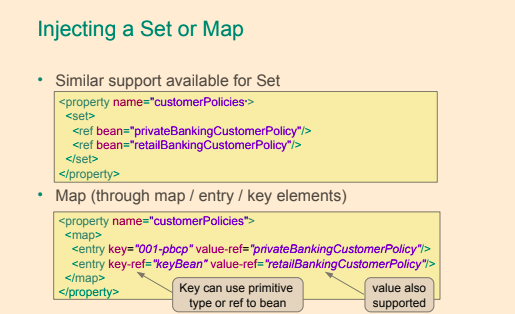 Injecting a Set or Map
• Similar support available for Set
<property name="customerPolicies">
<set>
<ref bean="privateBankingCustomerPolicy"/>
<ref bean="retailBankingCustomerPolicy"/>
</set>
</property>
• Map (through map / entry / key elements)
<property name="customerPolicies">
<map>
<entry key="001-pbcp" value-ref="privateBankingCustomerPolicy"/>
<entry key-ref="keyBean" value-ref="retailBankingCustomerPolicy"/>
</map>
</property>
Key can use primitive
type or ref to bean
value also
supported